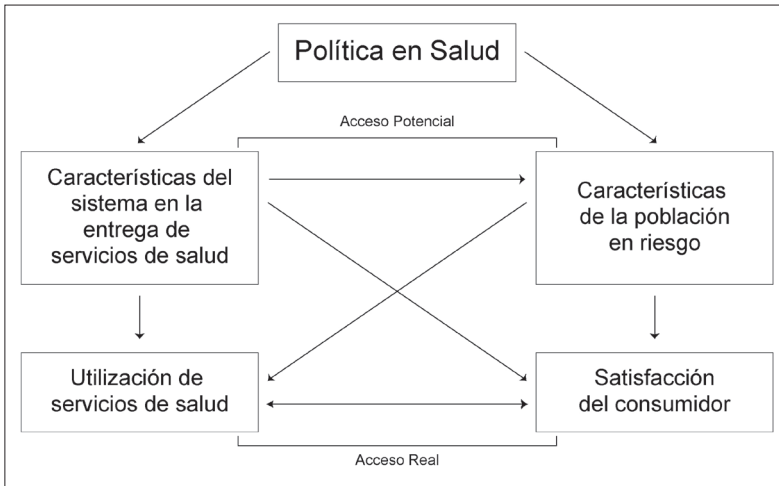 Política en Salud
Acceso Potencial
Características del
sistema en la
entrega de
servicios de salud
Características
de la población
en riesgo
Utilización de
servicios de salud
Satisfacción
del consumidor
Acceso Real